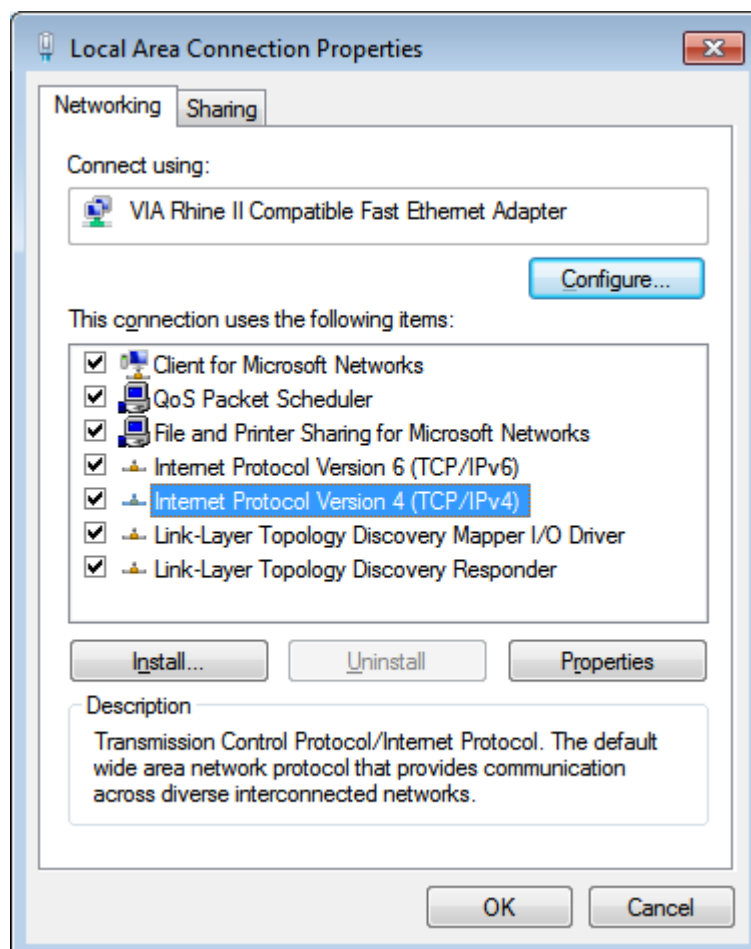 Local Area Connection Properties
Networking
Sharing
Connect using:
VIA Rhine II Compatible Fast Ethernet Adapter
Configure...
This connection uses the following items:
Client for Microsoft Networks
QoS Packet Scheduler
File and Printer Sharing for Microsoft Networks
Internet Protocol Version 6 (TCP/IPv6)
Internet Protocol Version 4 (TCP/IPv4)
Link-Layer Topology Discovery Mapper I/O Driver
Link-Layer Topology Discovery Responder
Install...
Uninstall
Properties
Description
Transmission Control Protocol/Internet Protocol. The default
wide area network protocol that provides communication
across diverse interconnected networks.
OK
Cancel